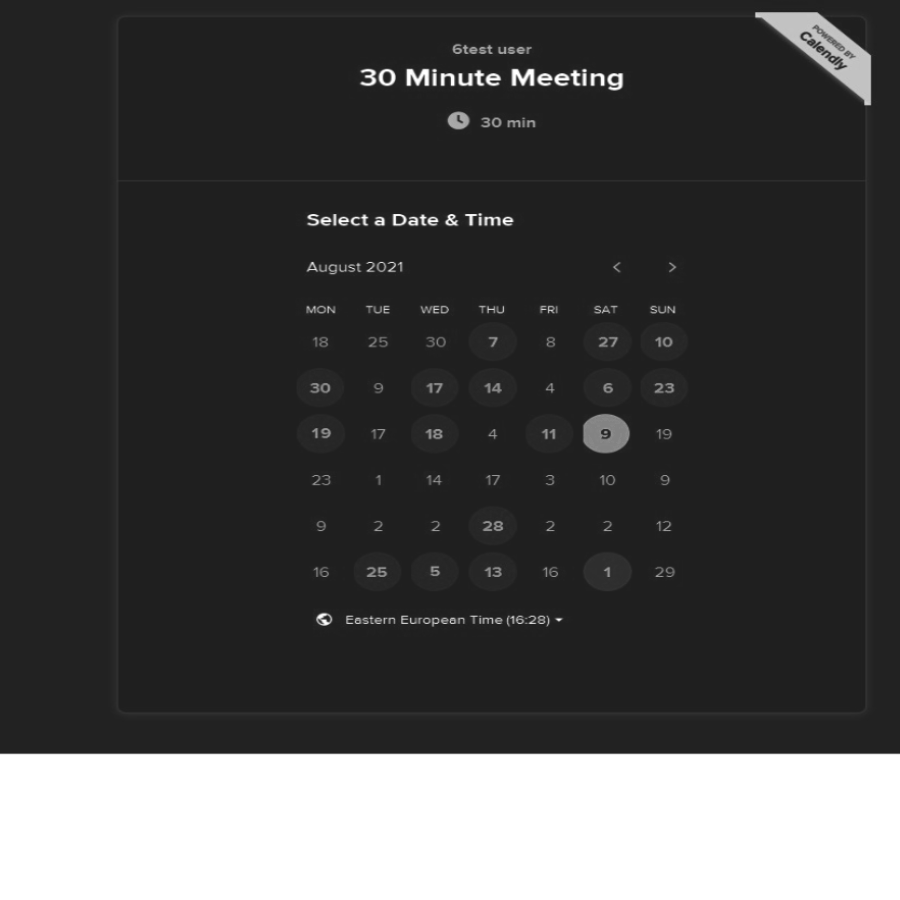 POWERED BY
Calendly
6test user
30 Minute Meeting
30 min
Select a Date & Time
August 2021
MON TUE WED THU FRI SAT SUN
18 25 30 7 8 27 10
30 9 17 14 4 6 23
19 17 18 4 11 9 19
23 1 14 17 3 10 9
9 2 2 28 2 2 12
16 25 5 13 16 1 29
Eastern European Time (16:28)